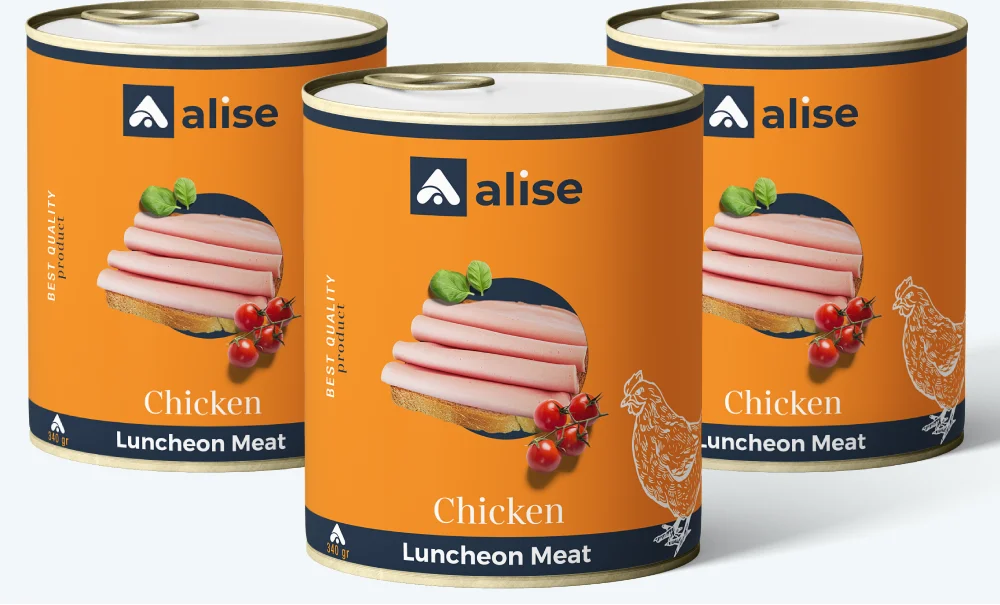 alise
BEST QUALITY
product
Chicken
340 gr
Luncheon Meat
alise
BEST QUALITY
product
Chicken
340 gr
Luncheon Meat
alise
Chicken
Luncheon Meat